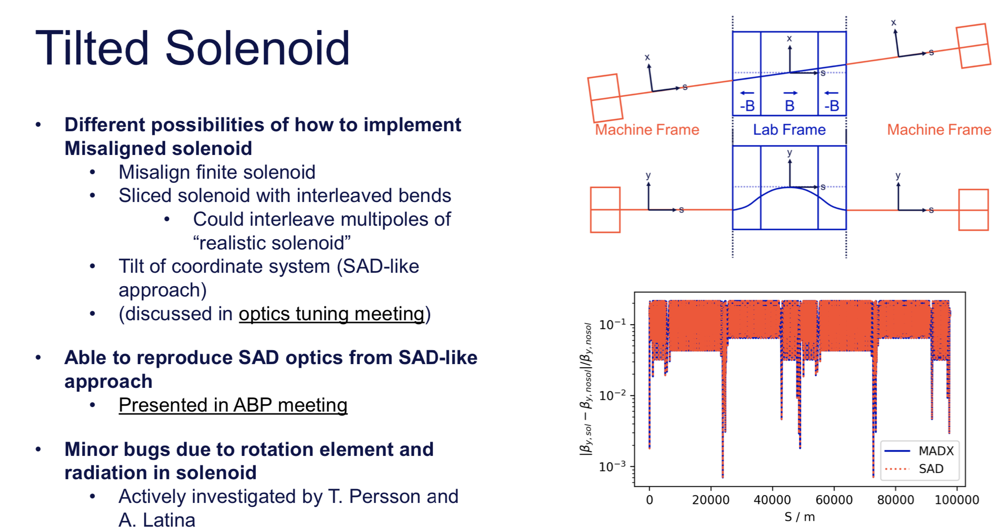 Tilted Solenoid
• Different possibilities of how to implement
Misaligned solenoid
• Misalign finite solenoid
• Sliced solenoid with interleaved bends
• Could interleave multipoles of
“realistic solenoid”
• Tilt of coordinate system (SAD-like
approach)
• (discussed in optics tuning meeting)
• Able to reproduce SAD optics from SAD-like
approach
• Presented in ABP meeting
• Minor bugs due to rotation element and
radiation in solenoid
• Actively investigated by T. Persson and
A. Latina
x
s
x
s
x
s
-B
B
-B
Machine Frame
Lab Frame
Machine Frame
y
s
y
s
y
s
|βy, sol − βy, nosol|/βy, nosol
10⁻¹
10⁻²
10⁻³
MADX
SAD
0 20000 40000 60000 80000 100000
S / m